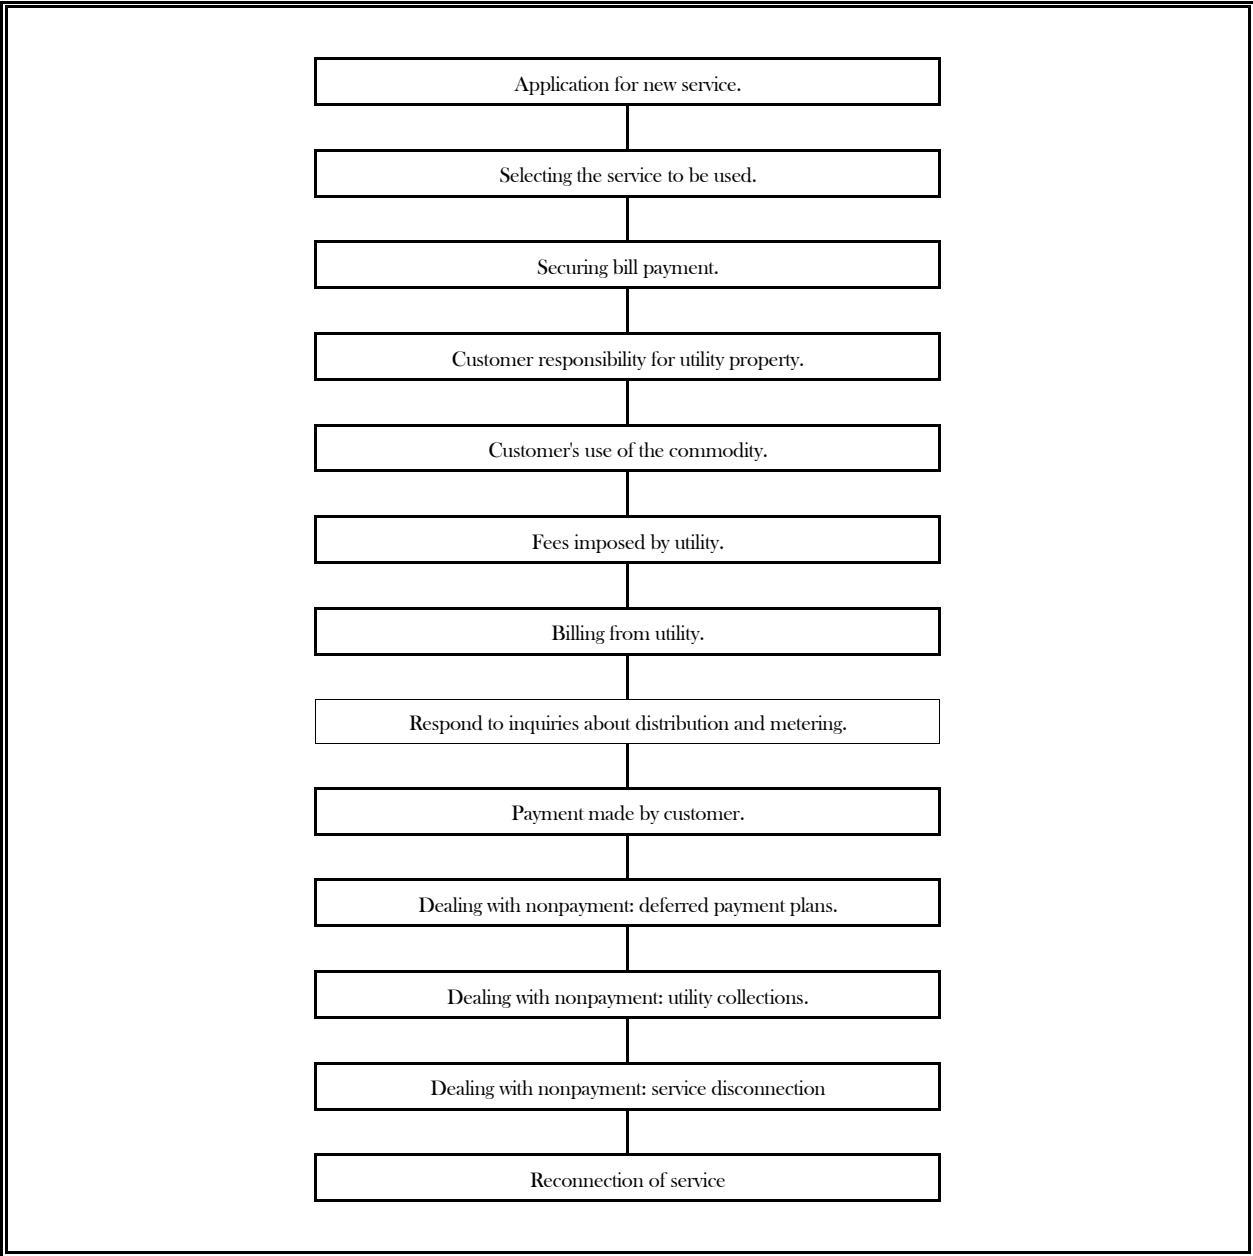 Application for new service.
Selecting the service to be used.
Securing bill payment.
Customer responsibility for utility property.
Customer's use of the commodity.
Fees imposed by utility.
Billing from utility.
Respond to inquiries about distribution and metering.
Payment made by customer.
Dealing with nonpayment: deferred payment plans.
Dealing with nonpayment: utility collections.
Dealing with nonpayment: service disconnection
Reconnection of service